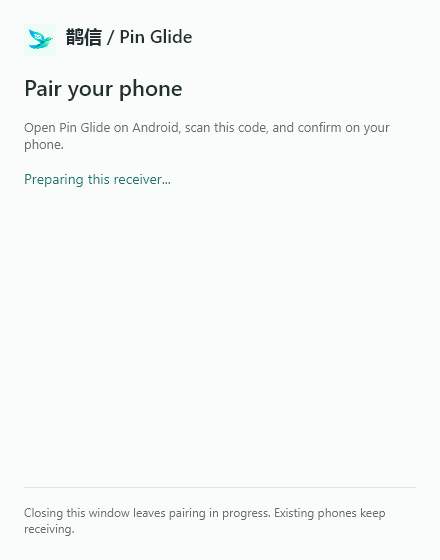 鹊信 / Pin Glide
Pair your phone
Open Pin Glide on Android, scan this code, and confirm on your
phone.
Preparing this receiver...
Closing this window leaves pairing in progress. Existing phones keep
receiving.